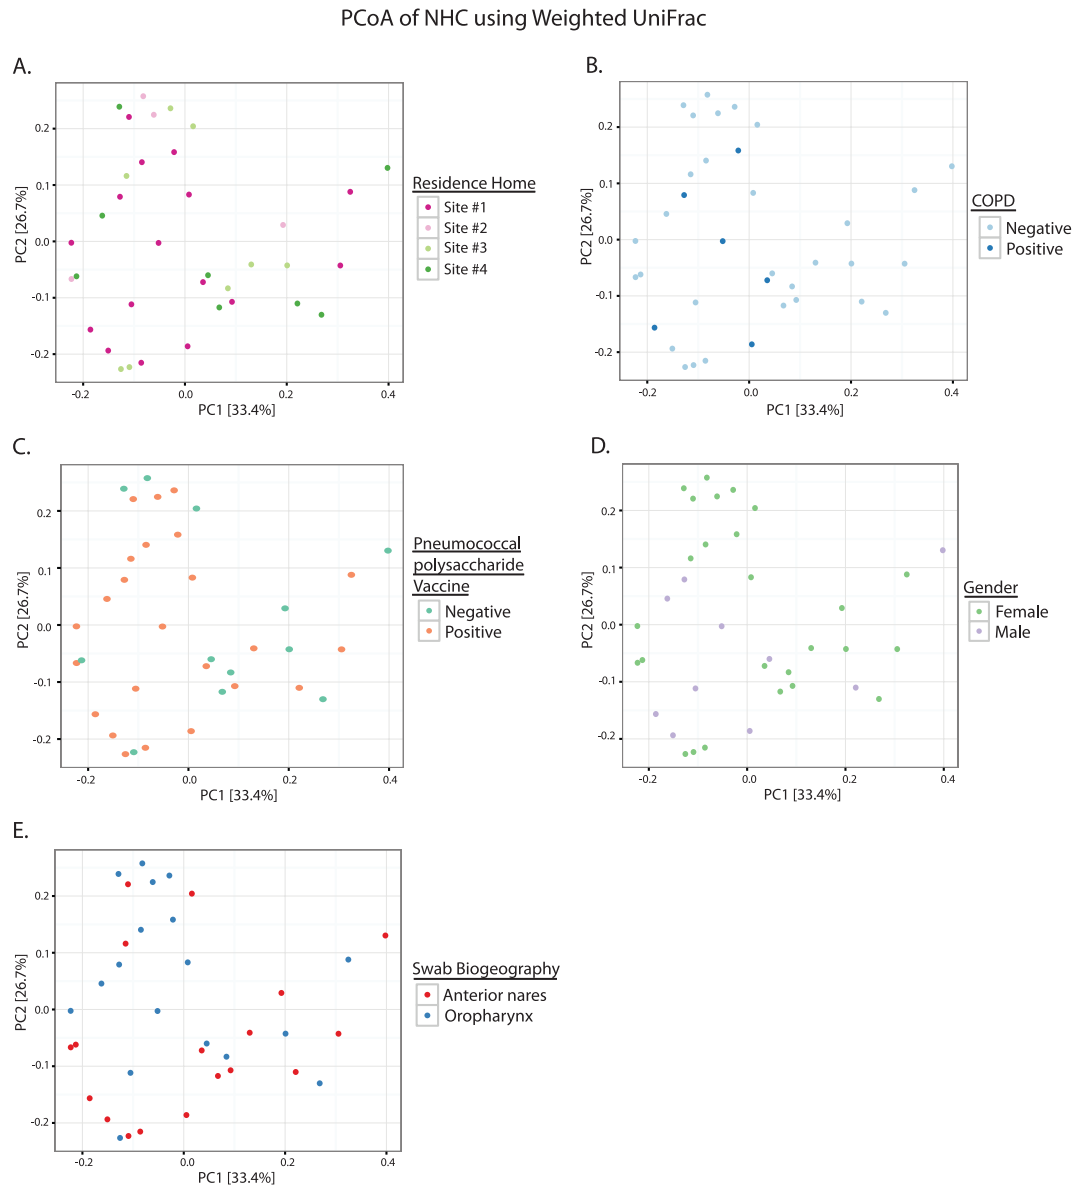 PCoA of NHC using Weighted UniFrac
A.
0.2
0.1
0.0
-0.1
-0.2
PC2 [26.7%]
-0.2
0.0
0.2
0.4
PC1 [33.4%]
Residence Home
Site #1
Site #2
Site #3
Site #4
B.
0.2
0.1
0.0
-0.1
-0.2
PC2 [26.7%]
-0.2
0.0
0.2
0.4
PC1 [33.4%]
COPD
Negative
Positive
C.
0.2
0.1
0.0
-0.1
-0.2
PC2 [26.7%]
-0.2
0.0
0.2
0.4
PC1 [33.4%]
Pneumococcal
polysaccharide
Vaccine
Negative
Positive
D.
0.2
0.1
0.0
-0.1
-0.2
PC2 [26.7%]
-0.2
0.0
0.2
0.4
PC1 [33.4%]
Gender
Female
Male
E.
0.2
0.1
0.0
-0.1
-0.2
PC2 [26.7%]
-0.2
0.0
0.2
0.4
PC1 [33.4%]
Swab Biogeography
Anterior nares
Oropharynx